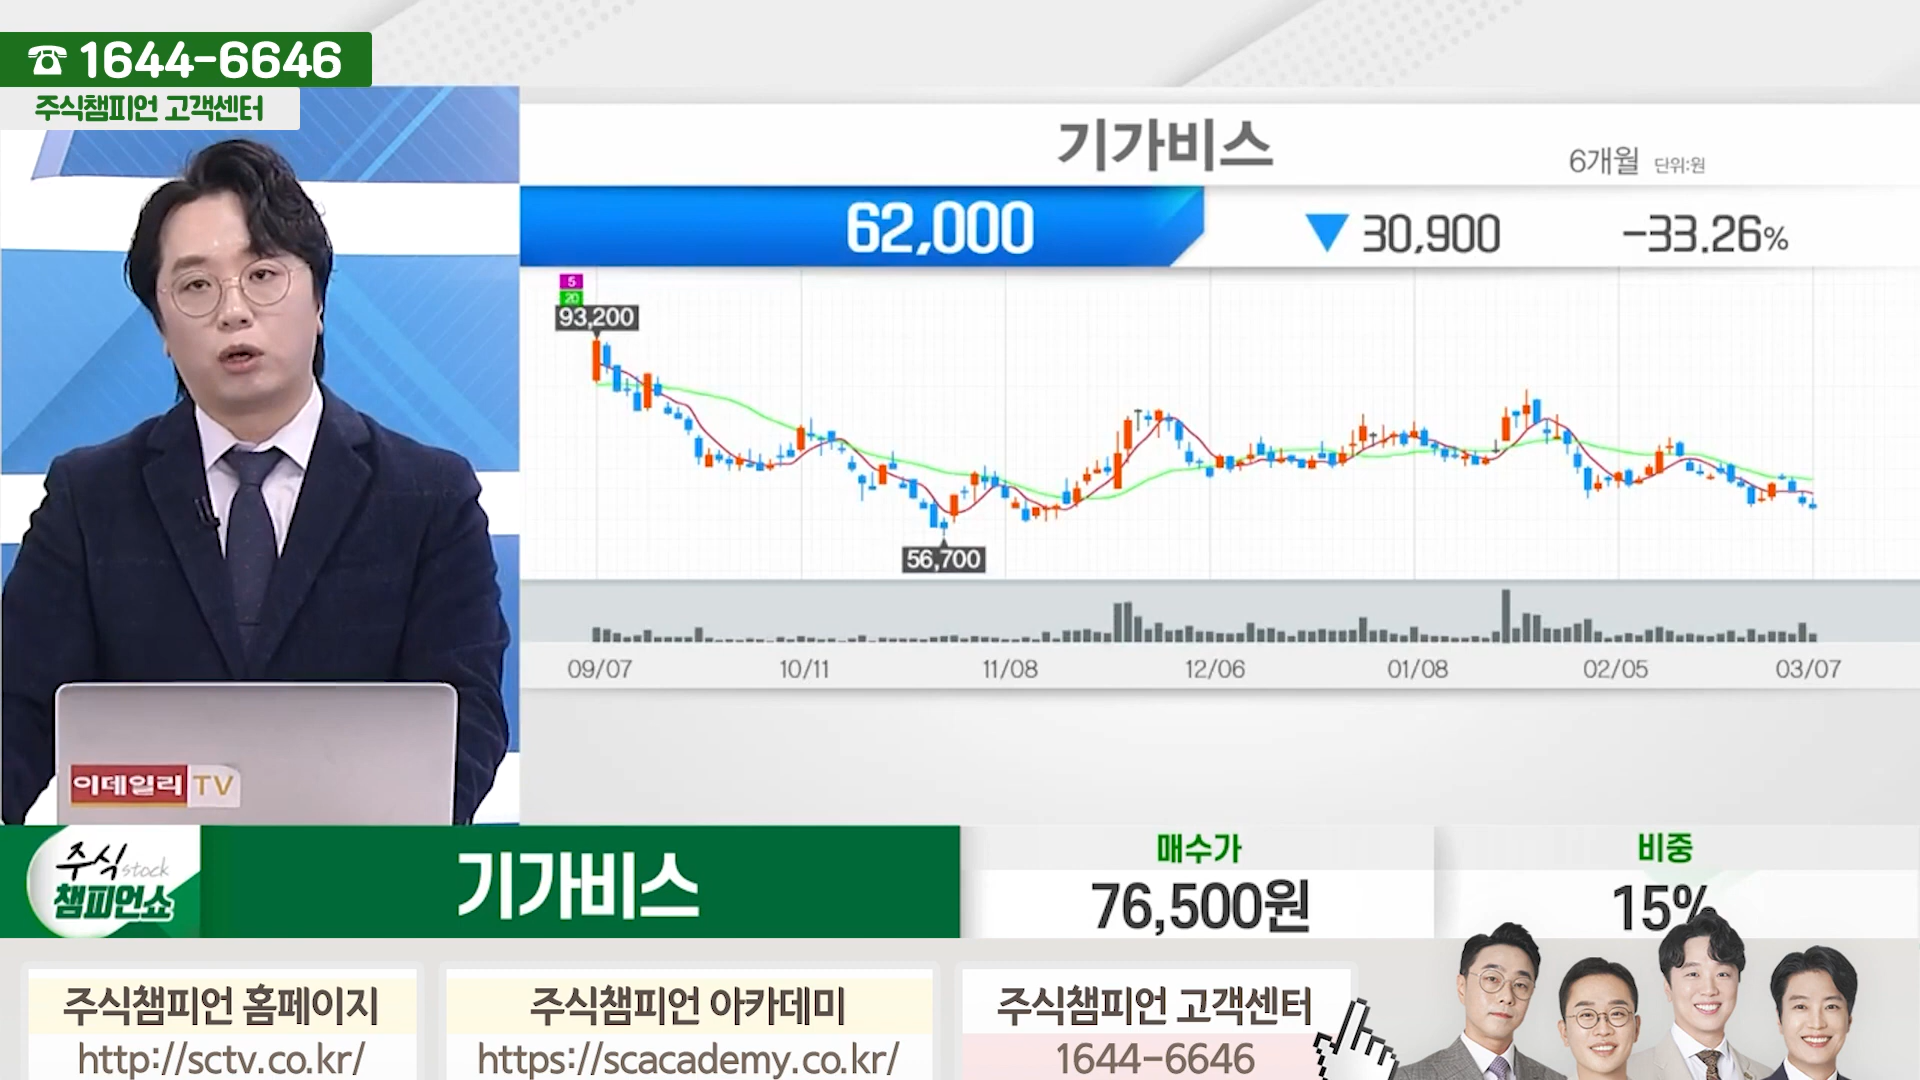 ☎ 1644-6646
주식챔피언 고객센터
기가비스
6개월 단위:원
62,000 ▼ 30,900 -33.26%
5
20
93,200
56,700
09/07 10/11 11/08 12/06 01/08 02/05 03/07
이데일리 TV
주식 stock
챔피언쇼
기가비스
매수가
76,500원
비중
15%
주식챔피언 홈페이지
http://sctv.co.kr/
주식챔피언 아카데미
https://scacademy.co.kr/
주식챔피언 고객센터
1644-6646